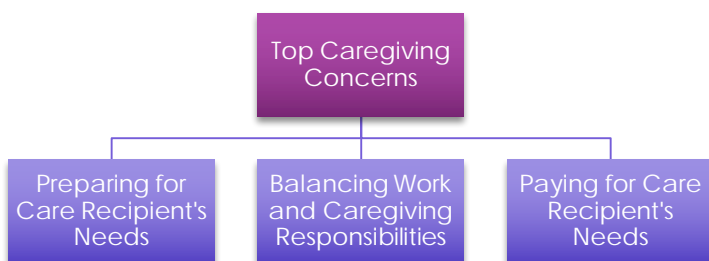 Top Caregiving
Concerns
Preparing for
Care Recipient's
Needs
Balancing Work
and Caregiving
Responsibilities
Paying for Care
Recipient's
Needs